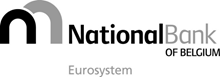 NationalBank
OF BELGIUM
Eurosystem